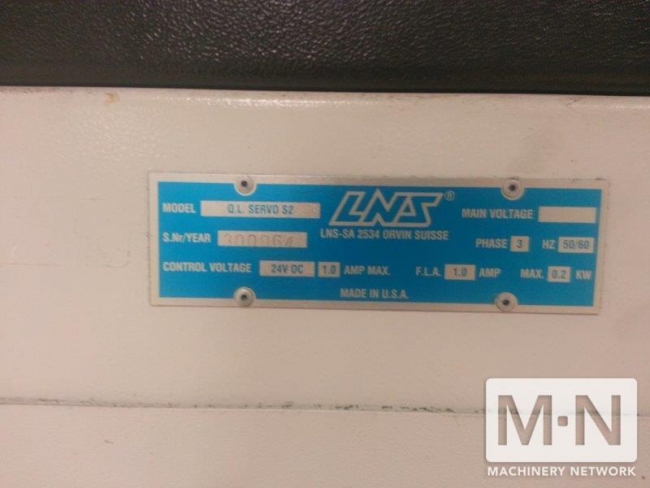 MODEL Q.L. SERVO S2
LNS®
MAIN VOLTAGE
S.Nr/YEAR 300964
LNS-SA 2534 ORVIN SUISSE
PHASE 3 HZ 50/60
CONTROL VOLTAGE 24V DC 1.0 AMP MAX. F.L.A. 1.0 AMP MAX. 0.2 KW
MADE IN U.S.A.
M·N
MACHINERY NETWORK